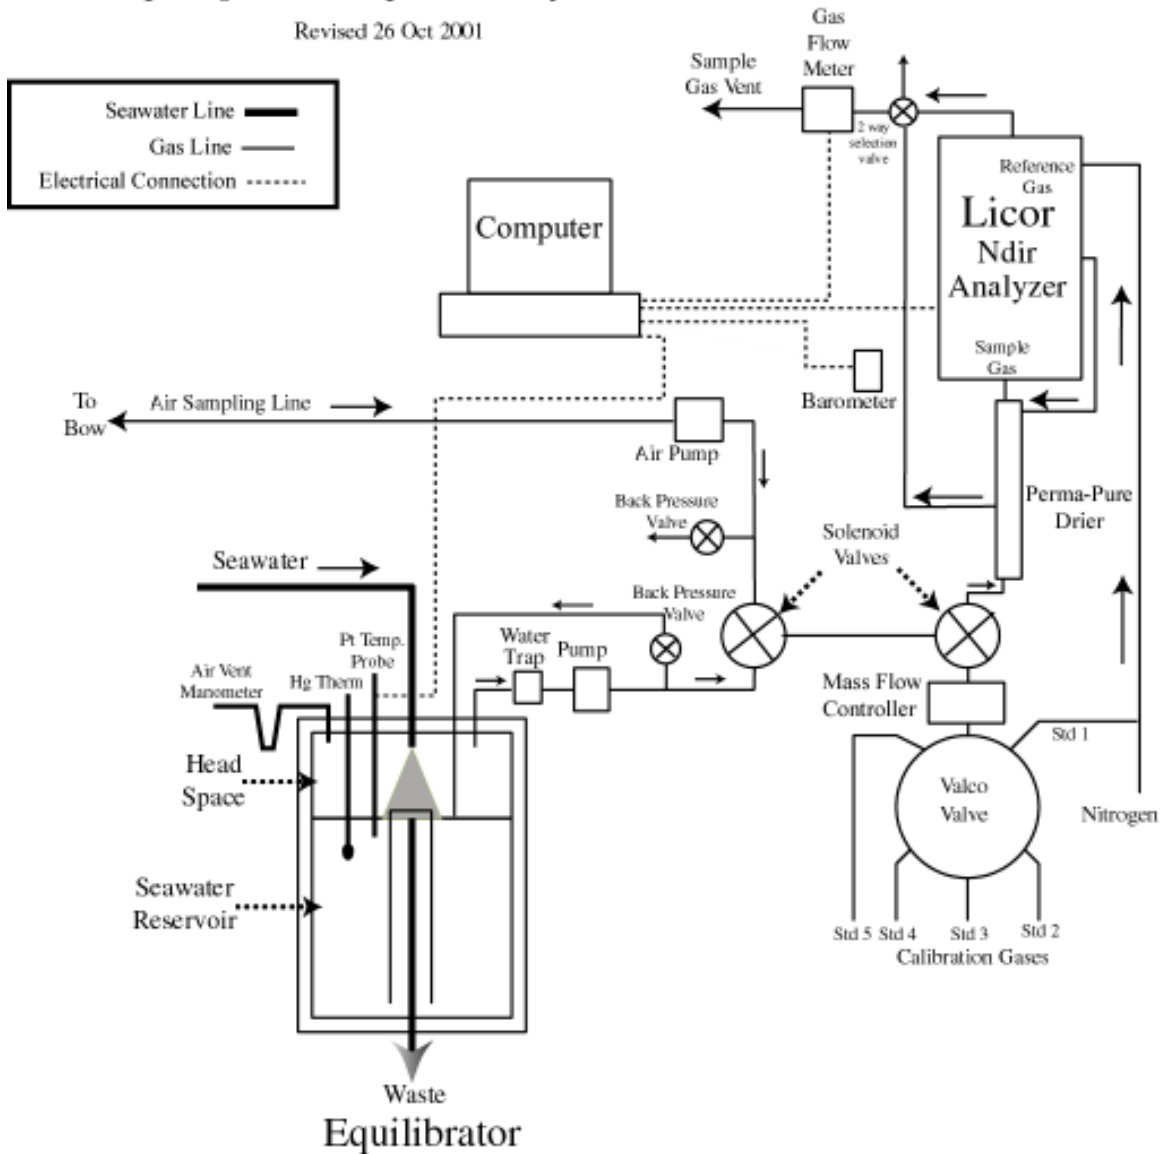 Revised 26 Oct 2001
Seawater Line
Gas Line
Electrical Connection
Gas
Flow
Meter
Sample
Gas Vent
2 way
selection
valve
Reference
Gas
Licor
Ndir
Analyzer
Sample
Gas
Computer
To
Bow
Air Sampling Line
Barometer
Air Pump
Perma-Pure
Drier
Back Pressure
Valve
Solenoid
Valves
Seawater
Back Pressure
Valve
Pt Temp.
Probe
Water
Trap
Pump
Air Vent
Manometer
Hg Therm
Mass Flow
Controller
Std 1
Head
Space
Valco
Valve
Nitrogen
Seawater
Reservoir
Std 5
Std 4
Std 3
Std 2
Calibration Gases
Waste
Equilibrator